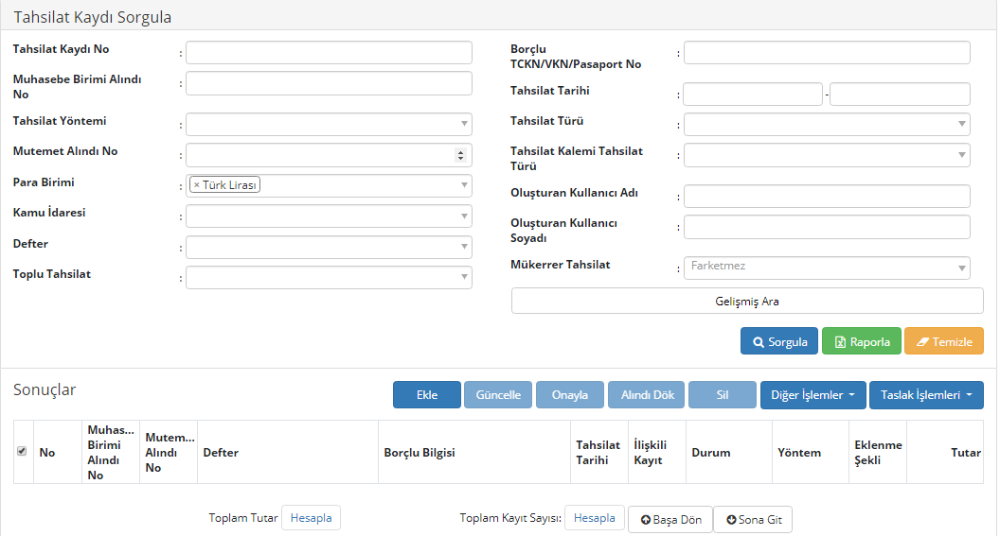 Tahsilat Kaydı Sorgula
Tahsilat Kaydı No :
Muhasebe Birimi Alındı
No :
Tahsilat Yöntemi :
Mutemet Alındı No :
Para Birimi : × Türk Lirası
Kamu İdaresi :
Defter :
Toplu Tahsilat :
Borçlu
TCKN/VKN/Pasaport No :
Tahsilat Tarihi : -
Tahsilat Türü :
Tahsilat Kalemi Tahsilat
Türü :
Oluşturan Kullanıcı Adı :
Oluşturan Kullanıcı
Soyadı :
Mükerrer Tahsilat : Farketmez
Gelişmiş Ara
Sorgula Raporla Temizle
Sonuçlar
Ekle Güncelle Onayla Alındı Dök Sil Diğer İşlemler Taslak İşlemleri
No
Muhas...
Birimi
Alındı
No
Mutem...
Alındı
No
Defter
Borçlu Bilgisi
Tahsilat
Tarihi
İlişkili
Kayıt
Durum
Yöntem
Eklenme
Şekli
Tutar
Toplam Tutar Hesapla Toplam Kayıt Sayısı: Hesapla Başa Dön Sona Git